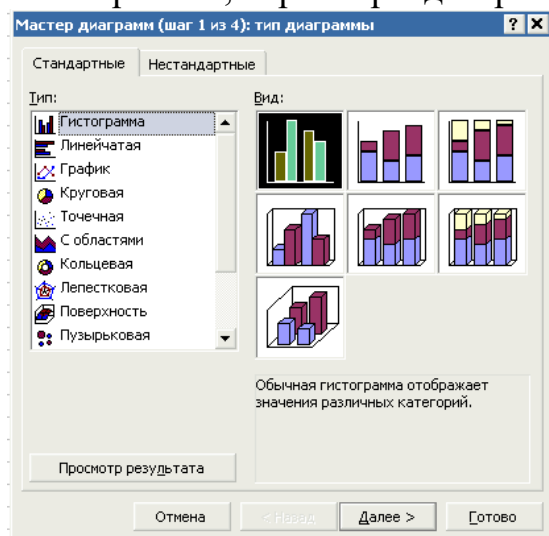 Мастер диаграмм (шаг 1 из 4): тип диаграммы
Стандартные Нестандартные
Тип:
Гистограмма
Линейчатая
График
Круговая
Точечная
С областями
Кольцевая
Лепестковая
Поверхность
Пузырьковая
Вид:
Обычная гистограмма отображает
значения различных категорий.
Просмотр результата
Отмена < Назад Далее > Готово